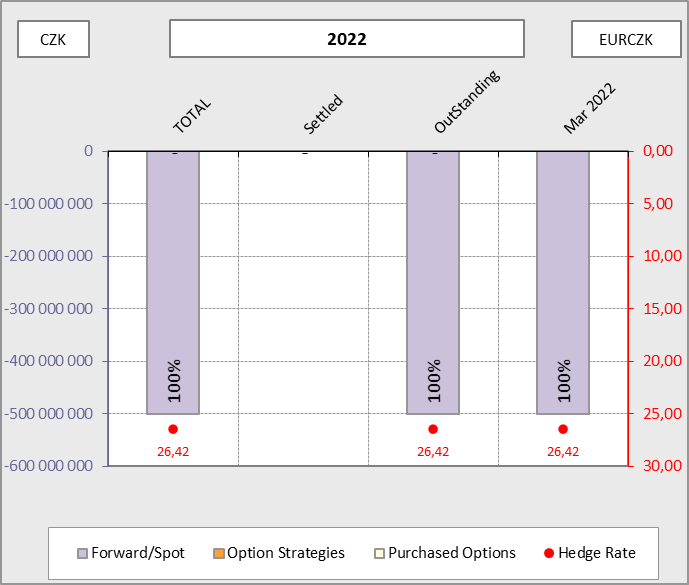 CZK
2022
EURCZK
TOTAL
Settled
OutStanding
Mar 2022
0
-100 000 000
-200 000 000
-300 000 000
-400 000 000
-500 000 000
-600 000 000
0,00
5,00
10,00
15,00
20,00
25,00
30,00
100%
100%
100%
26,42
26,42
26,42
Forward/Spot
Option Strategies
Purchased Options
Hedge Rate